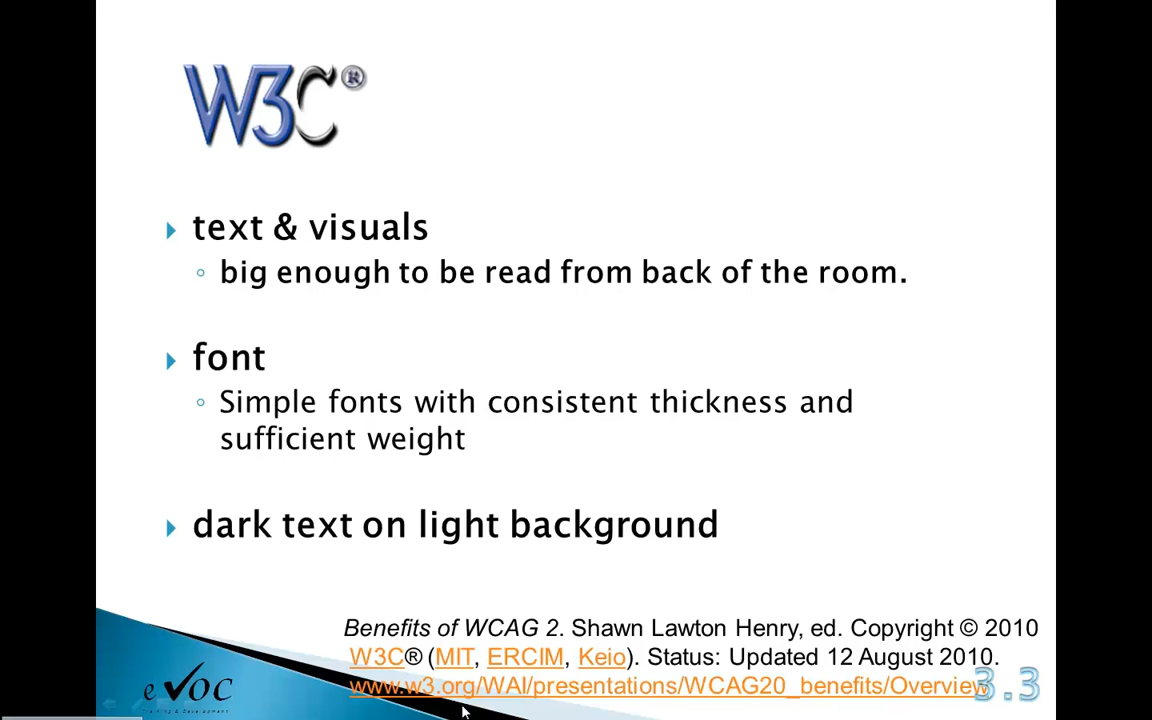 W3C®
text & visuals
big enough to be read from back of the room.
font
Simple fonts with consistent thickness and
sufficient weight
dark text on light background
Benefits of WCAG 2. Shawn Lawton Henry, ed. Copyright © 2010
W3C® (MIT, ERCIM, Keio). Status: Updated 12 August 2010.
www.w3.org/WAI/presentations/WCAG20_benefits/Overview
3.3
eVOC
Training & Development